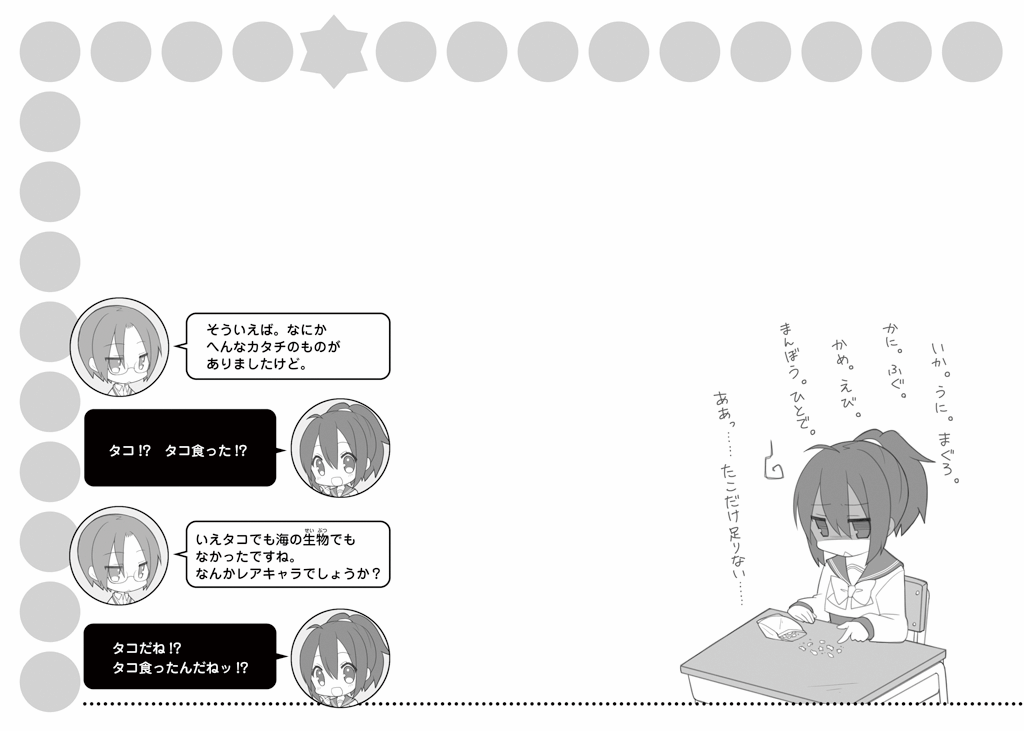 そういえば。なにか
へんなカタチのものが
ありましたけど。
タコ!? タコ食った!?
いえタコでも海の生物でも
せいぶつ
なかったですね。
なんかレアキャラでしょうか？
タコだね!?
タコ食ったんだねッ!?
いか。うに。まぐろ。
かに。ふぐ。
かめ。えび。
まんぼう。ひとで。
ああっ……たこだけ足りない……